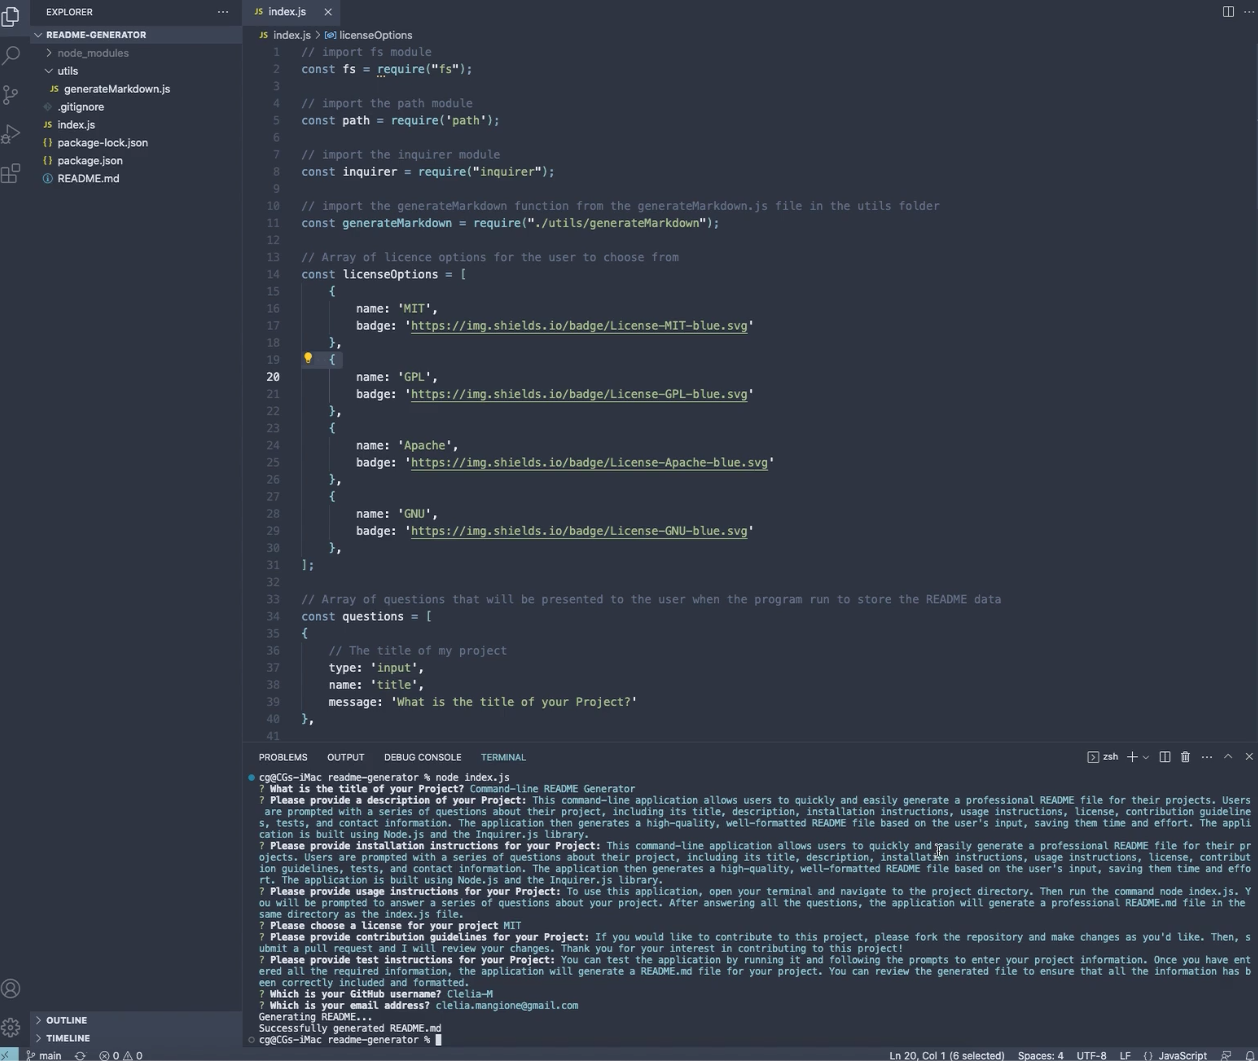 EXPLORER
README-GENERATOR
node_modules
utils
JS generateMarkdown.js
.gitignore
JS index.js
{} package-lock.json
{} package.json
README.md
OUTLINE
TIMELINE
JS index.js
JS index.js > licenseOptions
1 // import fs module
2 const fs = require("fs");
3
4 // import the path module
5 const path = require('path');
6
7 // import the inquirer module
8 const inquirer = require("inquirer");
9
10 // import the generateMarkdown function from the generateMarkdown.js file in the utils folder
11 const generateMarkdown = require("./utils/generateMarkdown");
12
13 // Array of licence options for the user to choose from
14 const licenseOptions = [
15 {
16 name: 'MIT',
17 badge: 'https://img.shields.io/badge/License-MIT-blue.svg'
18 },
19 {
20 name: 'GPL',
21 badge: 'https://img.shields.io/badge/License-GPL-blue.svg'
22 },
23 {
24 name: 'Apache',
25 badge: 'https://img.shields.io/badge/License-Apache-blue.svg'
26 },
27 {
28 name: 'GNU',
29 badge: 'https://img.shields.io/badge/License-GNU-blue.svg'
30 },
31 ];
32
33 // Array of questions that will be presented to the user when the program run to store the README data
34 const questions = [
35 {
36 // The title of my project
37 type: 'input',
38 name: 'title',
39 message: 'What is the title of your Project?'
40 },
41
PROBLEMS OUTPUT DEBUG CONSOLE TERMINAL zsh
cg@CGs-iMac readme-generator % node index.js
? What is the title of your Project? Command-line README Generator
? Please provide a description of your Project: This command-line application allows users to quickly and easily generate a professional README file for their projects. Users
are prompted with a series of questions about their project, including its title, description, installation instructions, usage instructions, license, contribution guideline
s, tests, and contact information. The application then generates a high-quality, well-formatted README file based on the user's input, saving them time and effort. The appli
cation is built using Node.js and the Inquirer.js library.
? Please provide installation instructions for your Project: This command-line application allows users to quickly and easily generate a professional README file for their pr
ojects. Users are prompted with a series of questions about their project, including its title, description, installation instructions, usage instructions, license, contribut
ion guidelines, tests, and contact information. The application then generates a high-quality, well-formatted README file based on the user's input, saving them time and effo
rt. The application is built using Node.js and the Inquirer.js library.
? Please provide usage instructions for your Project: To use this application, open your terminal and navigate to the project directory. Then run the command node index.js. Y
ou will be prompted to answer a series of questions about your project. After answering all the questions, the application will generate a professional README.md file in the
same directory as the index.js file.
? Please choose a license for your project MIT
? Please provide contribution guidelines for your Project: If you would like to contribute to this project, please fork the repository and make changes as you'd like. Then, s
ubmit a pull request and I will review your changes. Thank you for your interest in contributing to this project!
? Please provide test instructions for your Project: You can test the application by running it and following the prompts to enter your project information. Once you have ent
ered all the required information, the application will generate a README.md file for your project. You can review the generated file to ensure that all the information has b
een correctly included and formatted.
? Which is your GitHub username? Clelia-M
? Which is your email address? clelia.mangione@gmail.com
Generating README...
Successfully generated README.md
cg@CGs-iMac readme-generator %
main 0 0 Ln 20, Col 1 (6 selected) Spaces: 4 UTF-8 LF {} JavaScript